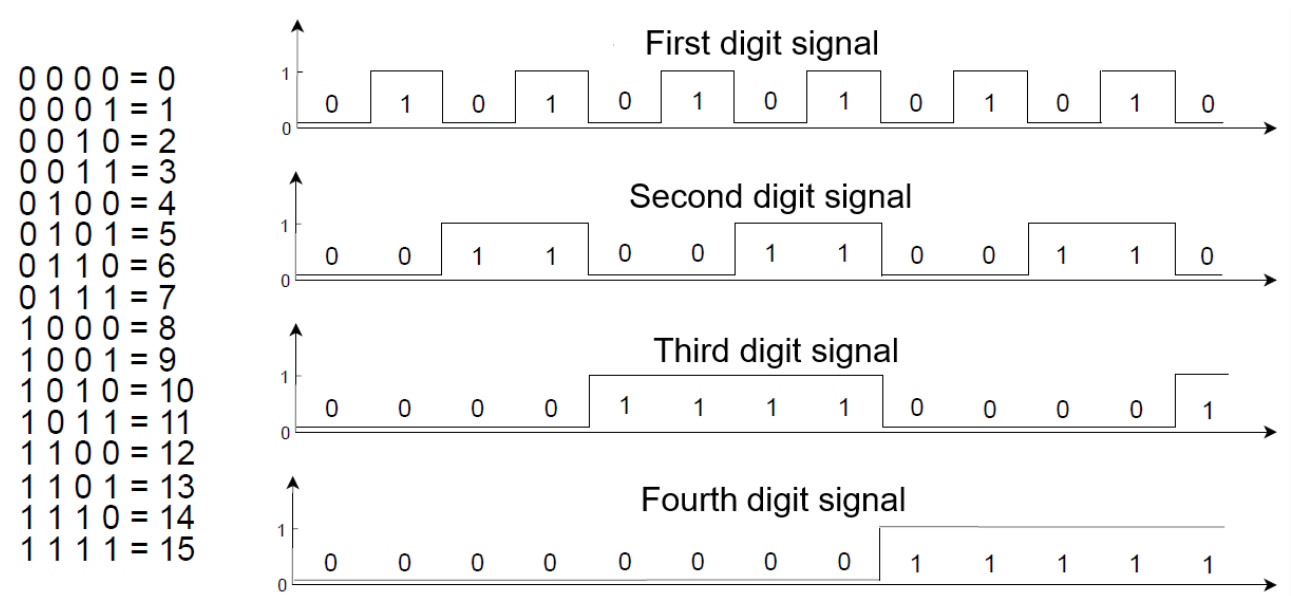 0 0 0 0 = 0
0 0 0 1 = 1
0 0 1 0 = 2
0 0 1 1 = 3
0 1 0 0 = 4
0 1 0 1 = 5
0 1 1 0 = 6
0 1 1 1 = 7
1 0 0 0 = 8
1 0 0 1 = 9
1 0 1 0 = 10
1 0 1 1 = 11
1 1 0 0 = 12
1 1 0 1 = 13
1 1 1 0 = 14
1 1 1 1 = 15
First digit signal
1
0 1 0 1 0 1 0 1 0 1 0 1 0
0
Second digit signal
1
0 0 1 1 0 0 1 1 0 0 1 1 0
0
Third digit signal
1
0 0 0 0 1 1 1 1 0 0 0 0 1
0
Fourth digit signal
1
0 0 0 0 0 0 0 0 1 1 1 1 1
0